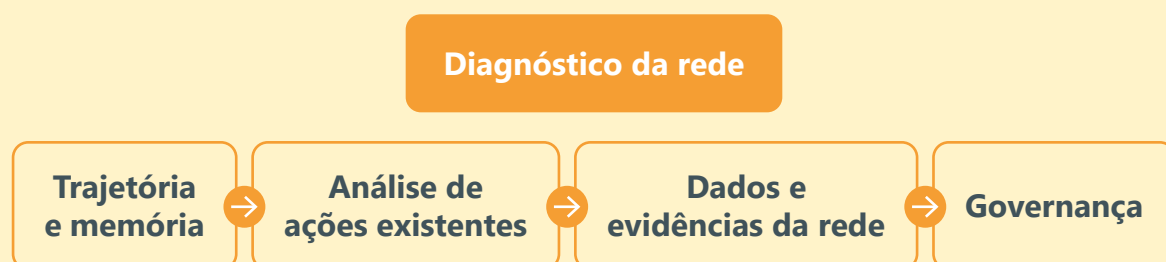 Diagnóstico da rede
Trajetória
e memória
Análise de
ações existentes
Dados e
evidências da rede
Governança